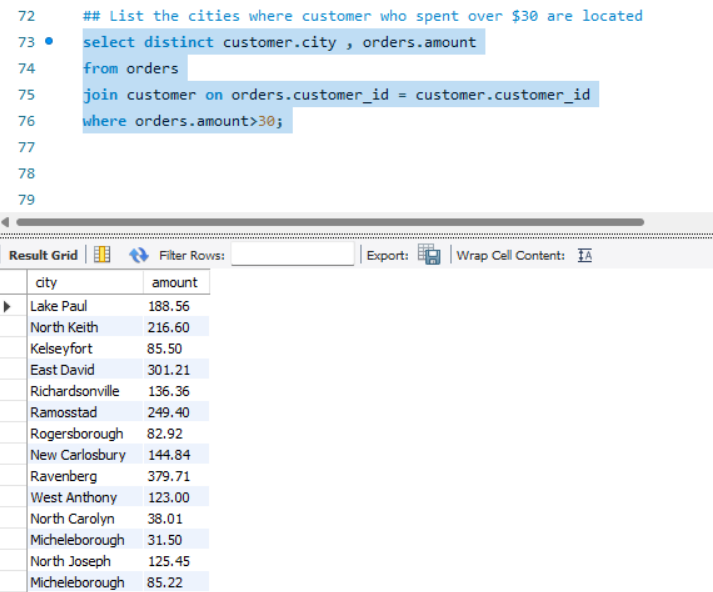 72 ## List the cities where customer who spent over $30 are located
73 select distinct customer.city , orders.amount
74 from orders
75 join customer on orders.customer_id = customer.customer_id
76 where orders.amount>30;
77
78
79
Result Grid Filter Rows: Export: Wrap Cell Content: IA
city amount
Lake Paul 188.56
North Keith 216.60
Kelseyfort 85.50
East David 301.21
Richardsonville 136.36
Ramosstad 249.40
Rogersborough 82.92
New Carlosbury 144.84
Ravenberg 379.71
West Anthony 123.00
North Carolyn 38.01
Micheleborough 31.50
North Joseph 125.45
Micheleborough 85.22